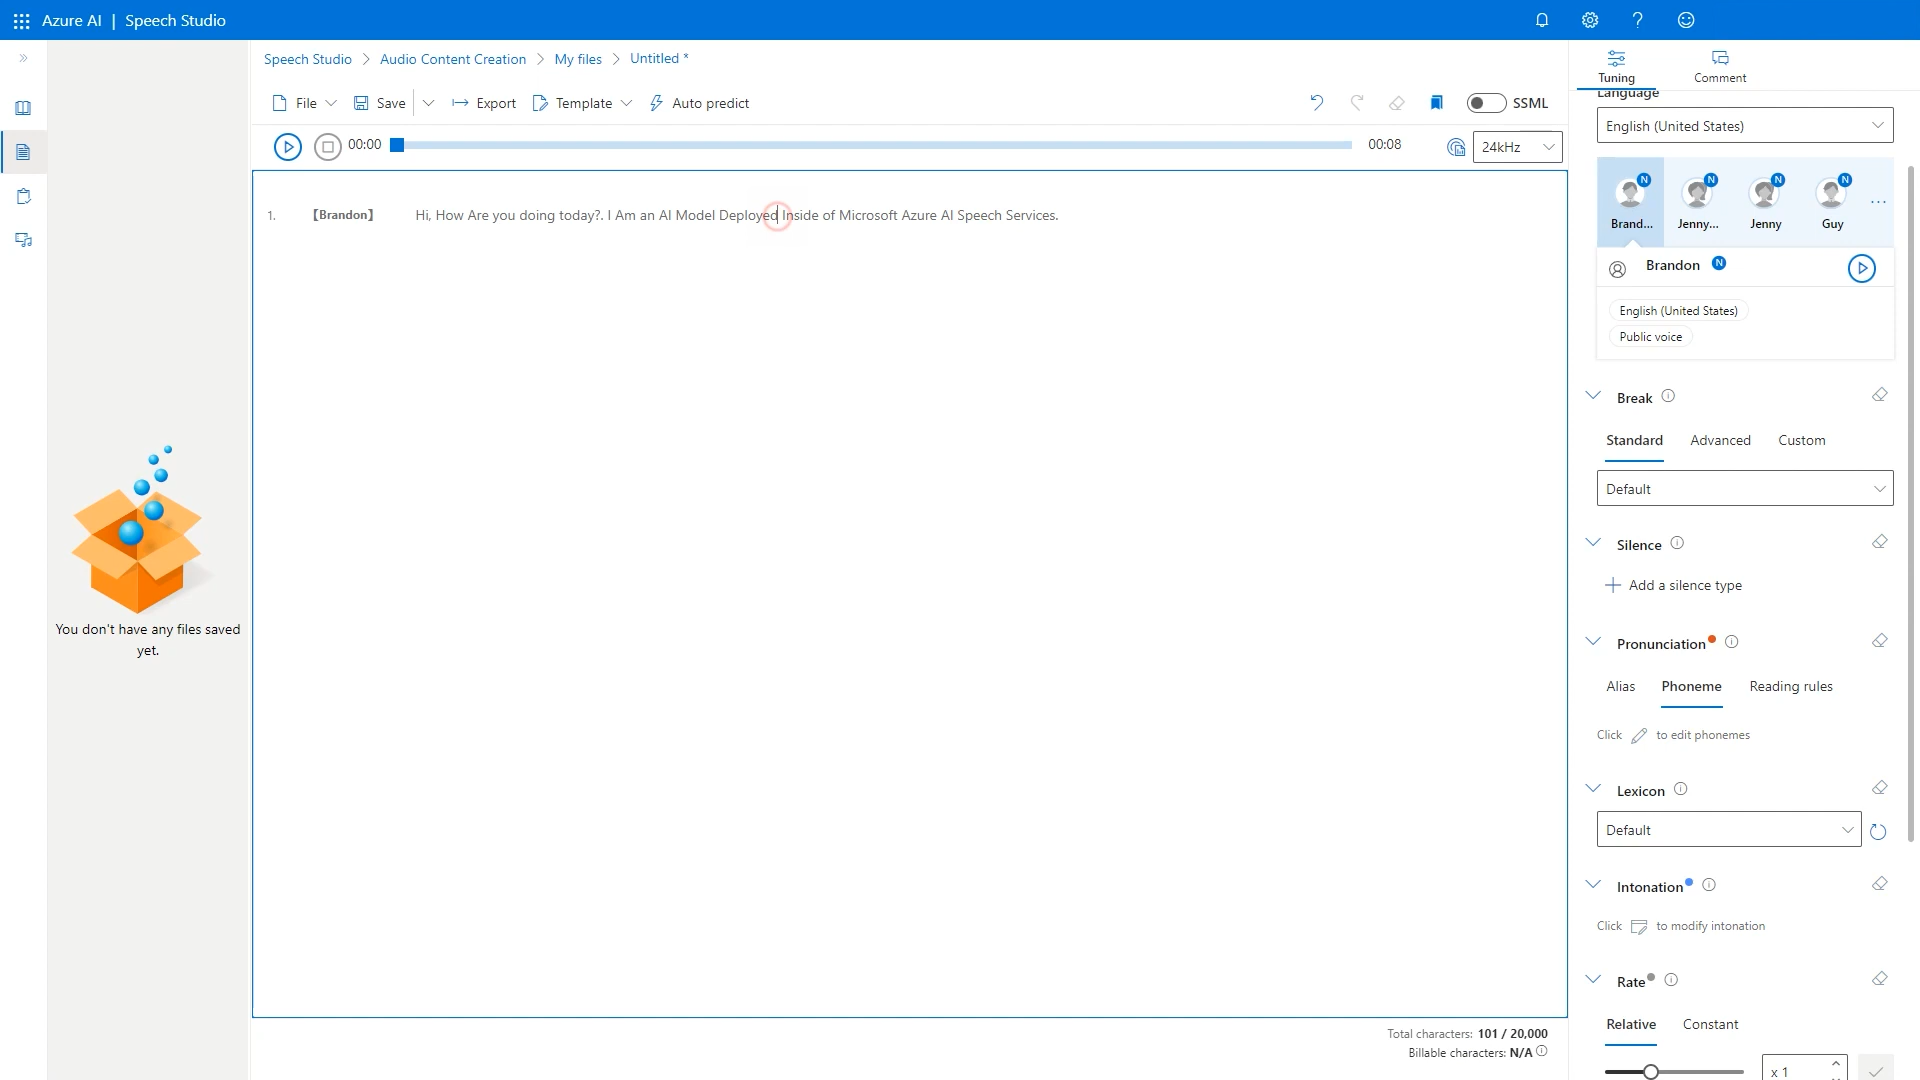 Azure AI | Speech Studio
Speech Studio > Audio Content Creation > My files > Untitled *
File Save Export Template Auto predict SSML
00:00 00:08 24kHz
1. 【Brandon】 Hi, How Are you doing today?. I Am an AI Model Deployed Inside of Microsoft Azure AI Speech Services.
You don't have any files saved
yet.
Total characters: 101 / 20,000
Billable characters: N/A
Tuning Comment
Language
English (United States)
N N N N
Brand... Jenny... Jenny Guy ...
Brandon N
English (United States)
Public voice
Break
Standard Advanced Custom
Default
Silence
Add a silence type
Pronunciation
Alias Phoneme Reading rules
Click to edit phonemes
Lexicon
Default
Intonation
Click to modify intonation
Rate
Relative Constant
x 1